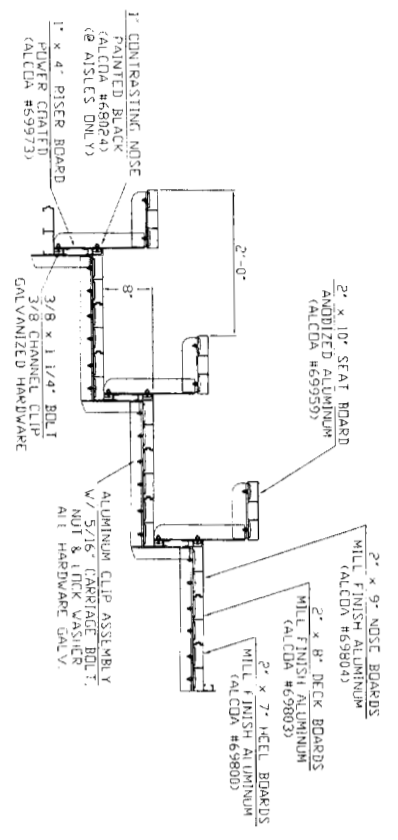 1" CONTRASTING NOSE
PAINTED BLACK
(ALCOA #68024)
(@ AISLES ONLY)
1" x 4" RISER BOARD
POWER COATED
(ALCOA #69973)
2'-0"
8"
3/8 x 1 1/4" BOLT
3/8 CHANNEL CLIP
GALVANIZED HARDWARE
2" x 10" SEAT BOARD
ANODIZED ALUMINUM
(ALCOA #69959)
ALUMINUM CLIP ASSEMBLY
W/ 5/16" CARRIAGE BOLT,
NUT & LOCK WASHER
ALL HARDWARE GALV.
2" x 9" NOSE BOARDS
MILL FINISH ALUMINUM
(ALCOA #69804)
2" x 8" DECK BOARDS
MILL FINISH ALUMINUM
(ALCOA #69803)
2" x 7" HEEL BOARDS
MILL FINISH ALUMINUM
(ALCOA #69800)